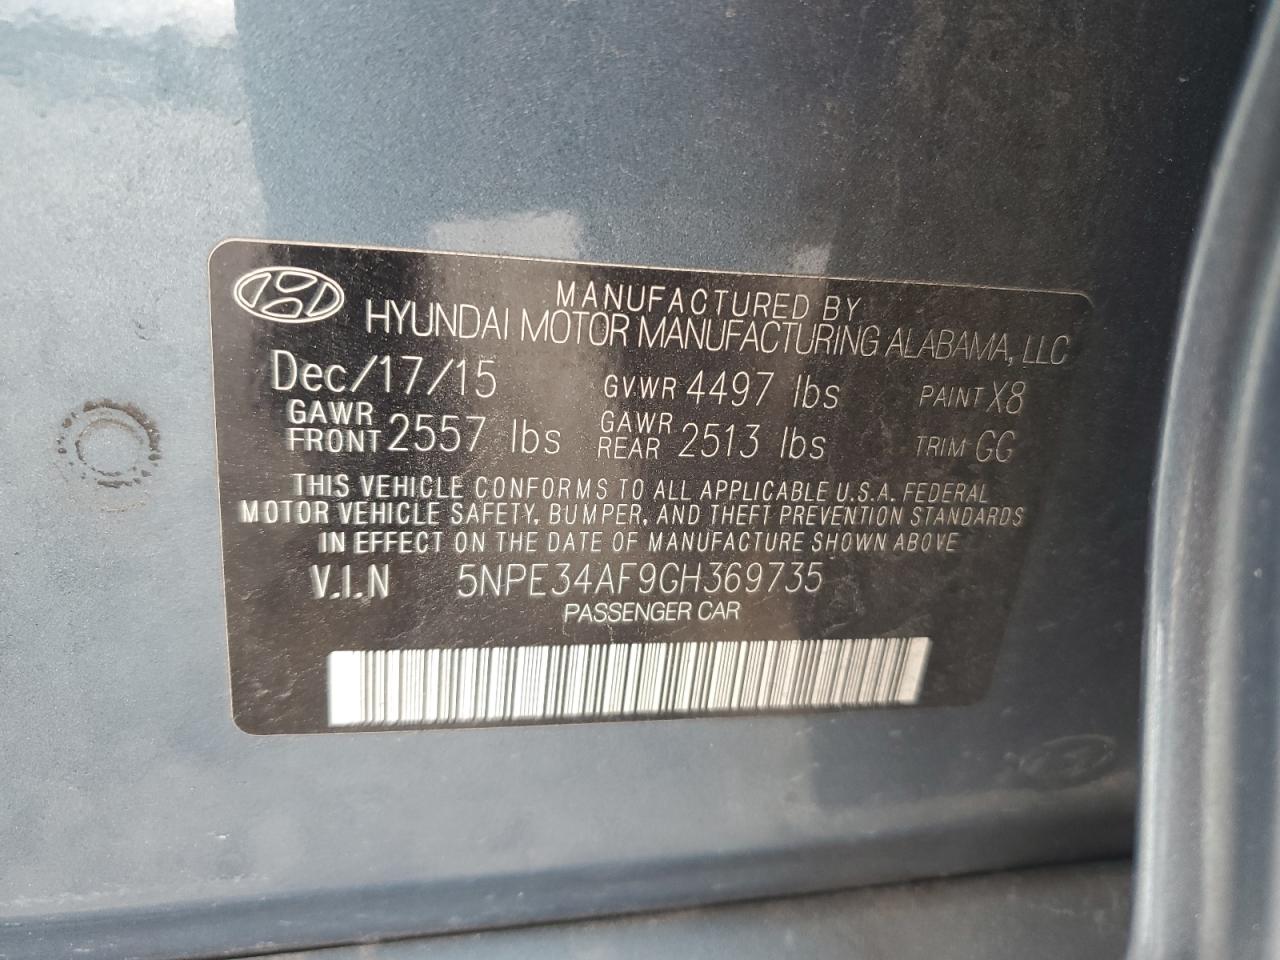 MANUFACTURED BY
HYUNDAI MOTOR MANUFACTURING ALABAMA, LLC
Dec/17/15 GVWR 4497 lbs PAINT X8
GAWR FRONT 2557 lbs GAWR REAR 2513 lbs TRIM GG
THIS VEHICLE CONFORMS TO ALL APPLICABLE U.S.A. FEDERAL
MOTOR VEHICLE SAFETY, BUMPER, AND THEFT PREVENTION STANDARDS
IN EFFECT ON THE DATE OF MANUFACTURE SHOWN ABOVE
V.I.N 5NPE34AF9GH369735
PASSENGER CAR